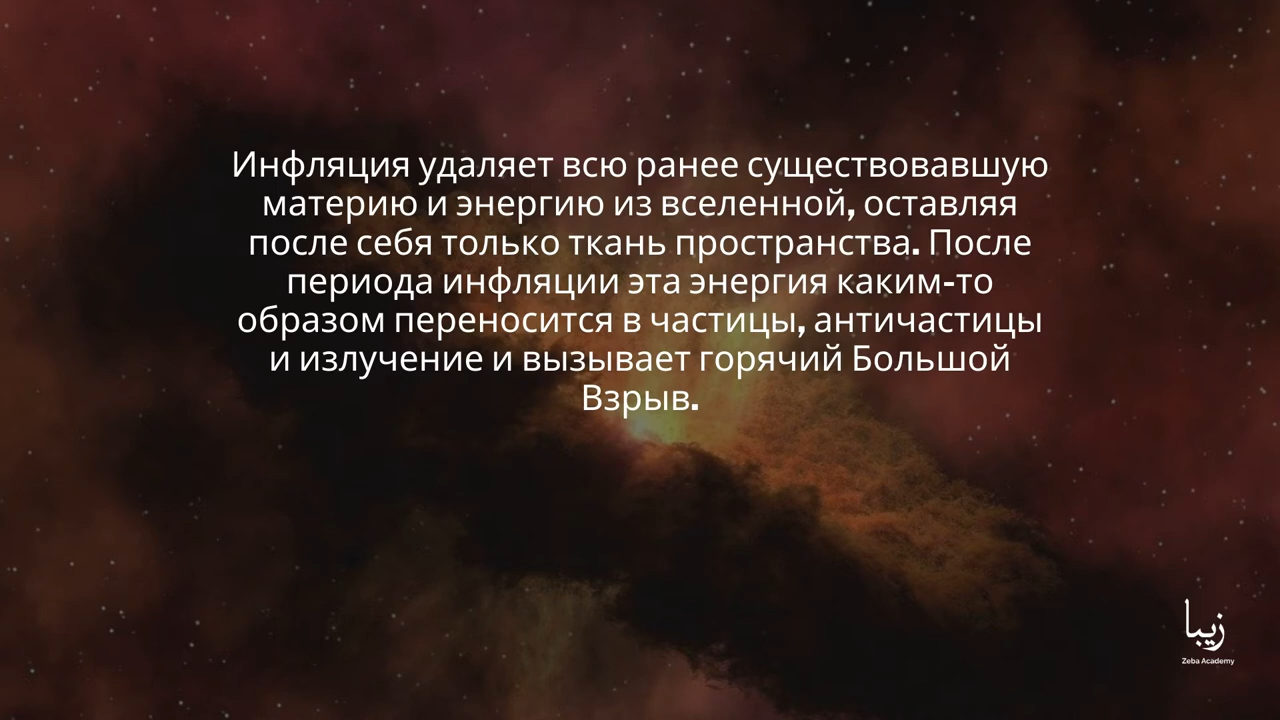 Инфляция удаляет всю ранее существовавшую
материю и энергию из вселенной, оставляя
после себя только ткань пространства. После
периода инфляции эта энергия каким-то
образом переносится в частицы, античастицы
и излучение и вызывает горячий Большой
Взрыв.
زيبا
Zeba Academy